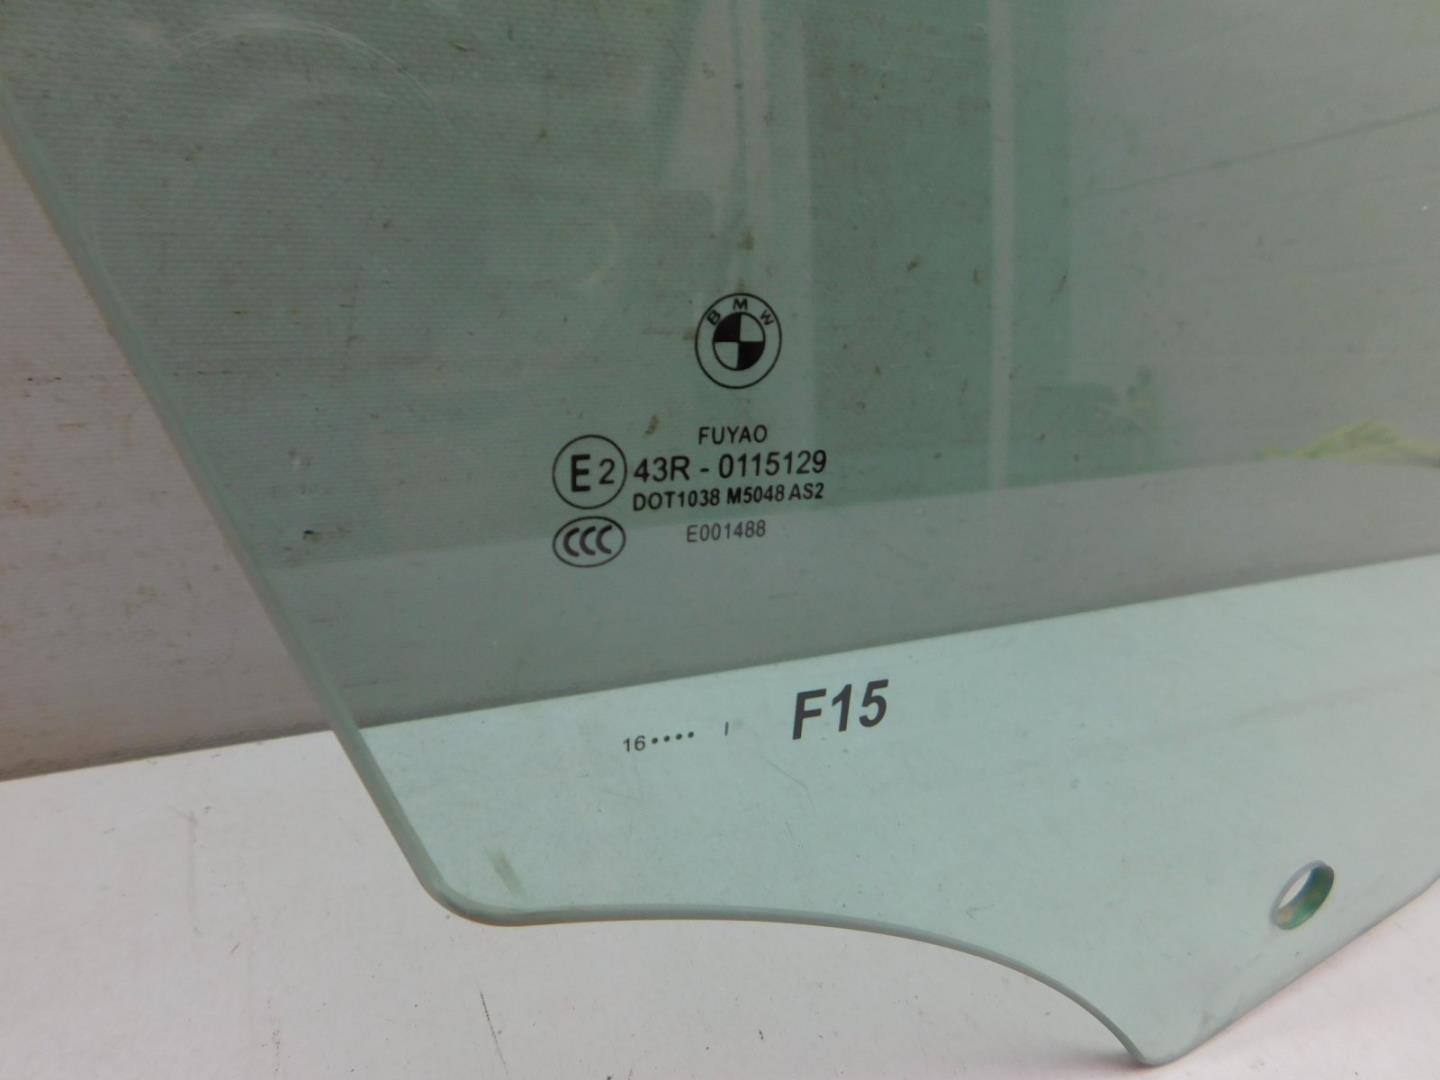 BMW
FUYAO
E2 43R - 0115129
DOT1038 M5048 AS2
CCC E001488
16•••• I F15